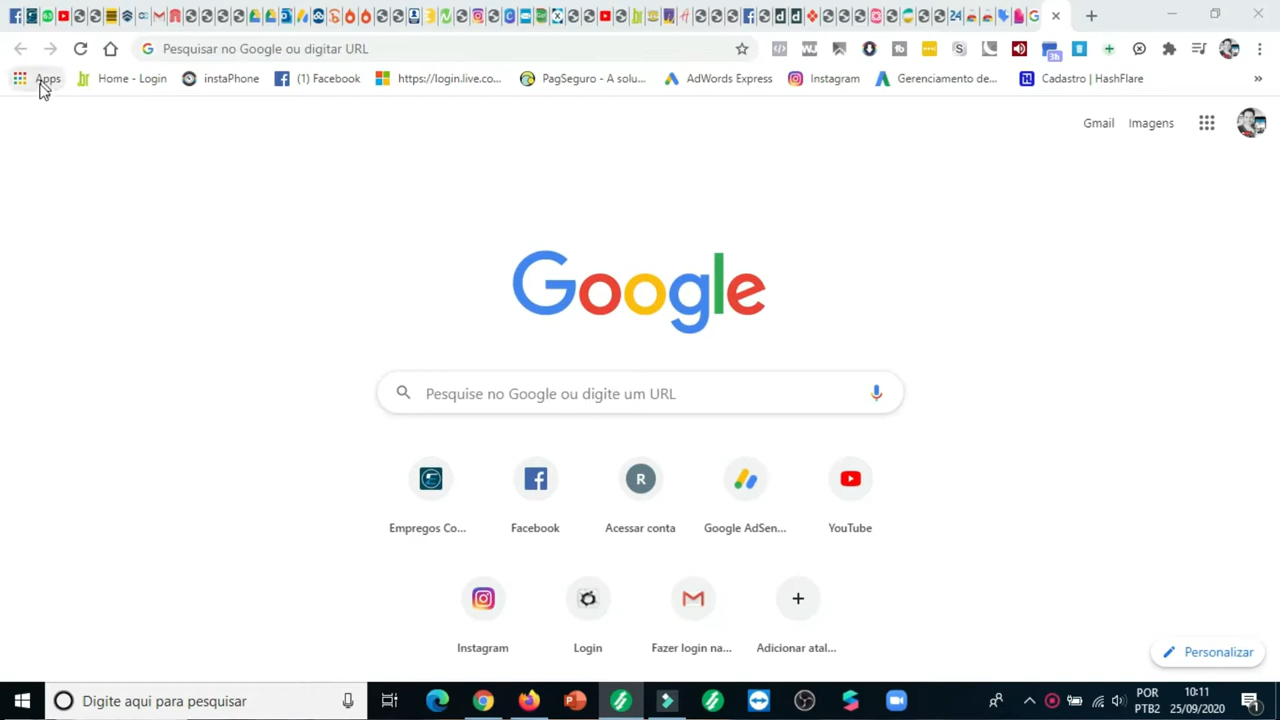 24
G
Pesquisar no Google ou digitar URL
3h
Apps
Home - Login
instaPhone
(1) Facebook
https://login.live.co...
PagSeguro - A solu...
AdWords Express
Instagram
Gerenciamento de...
Cadastro | HashFlare
»
Gmail
Imagens
Google
Pesquise no Google ou digite um URL
R
Empregos Co...
Facebook
Acessar conta
Google AdSen...
YouTube
Instagram
Login
Fazer login na...
Adicionar atal...
Personalizar
Digite aqui para pesquisar
POR
PTB2
10:11
25/09/2020
1